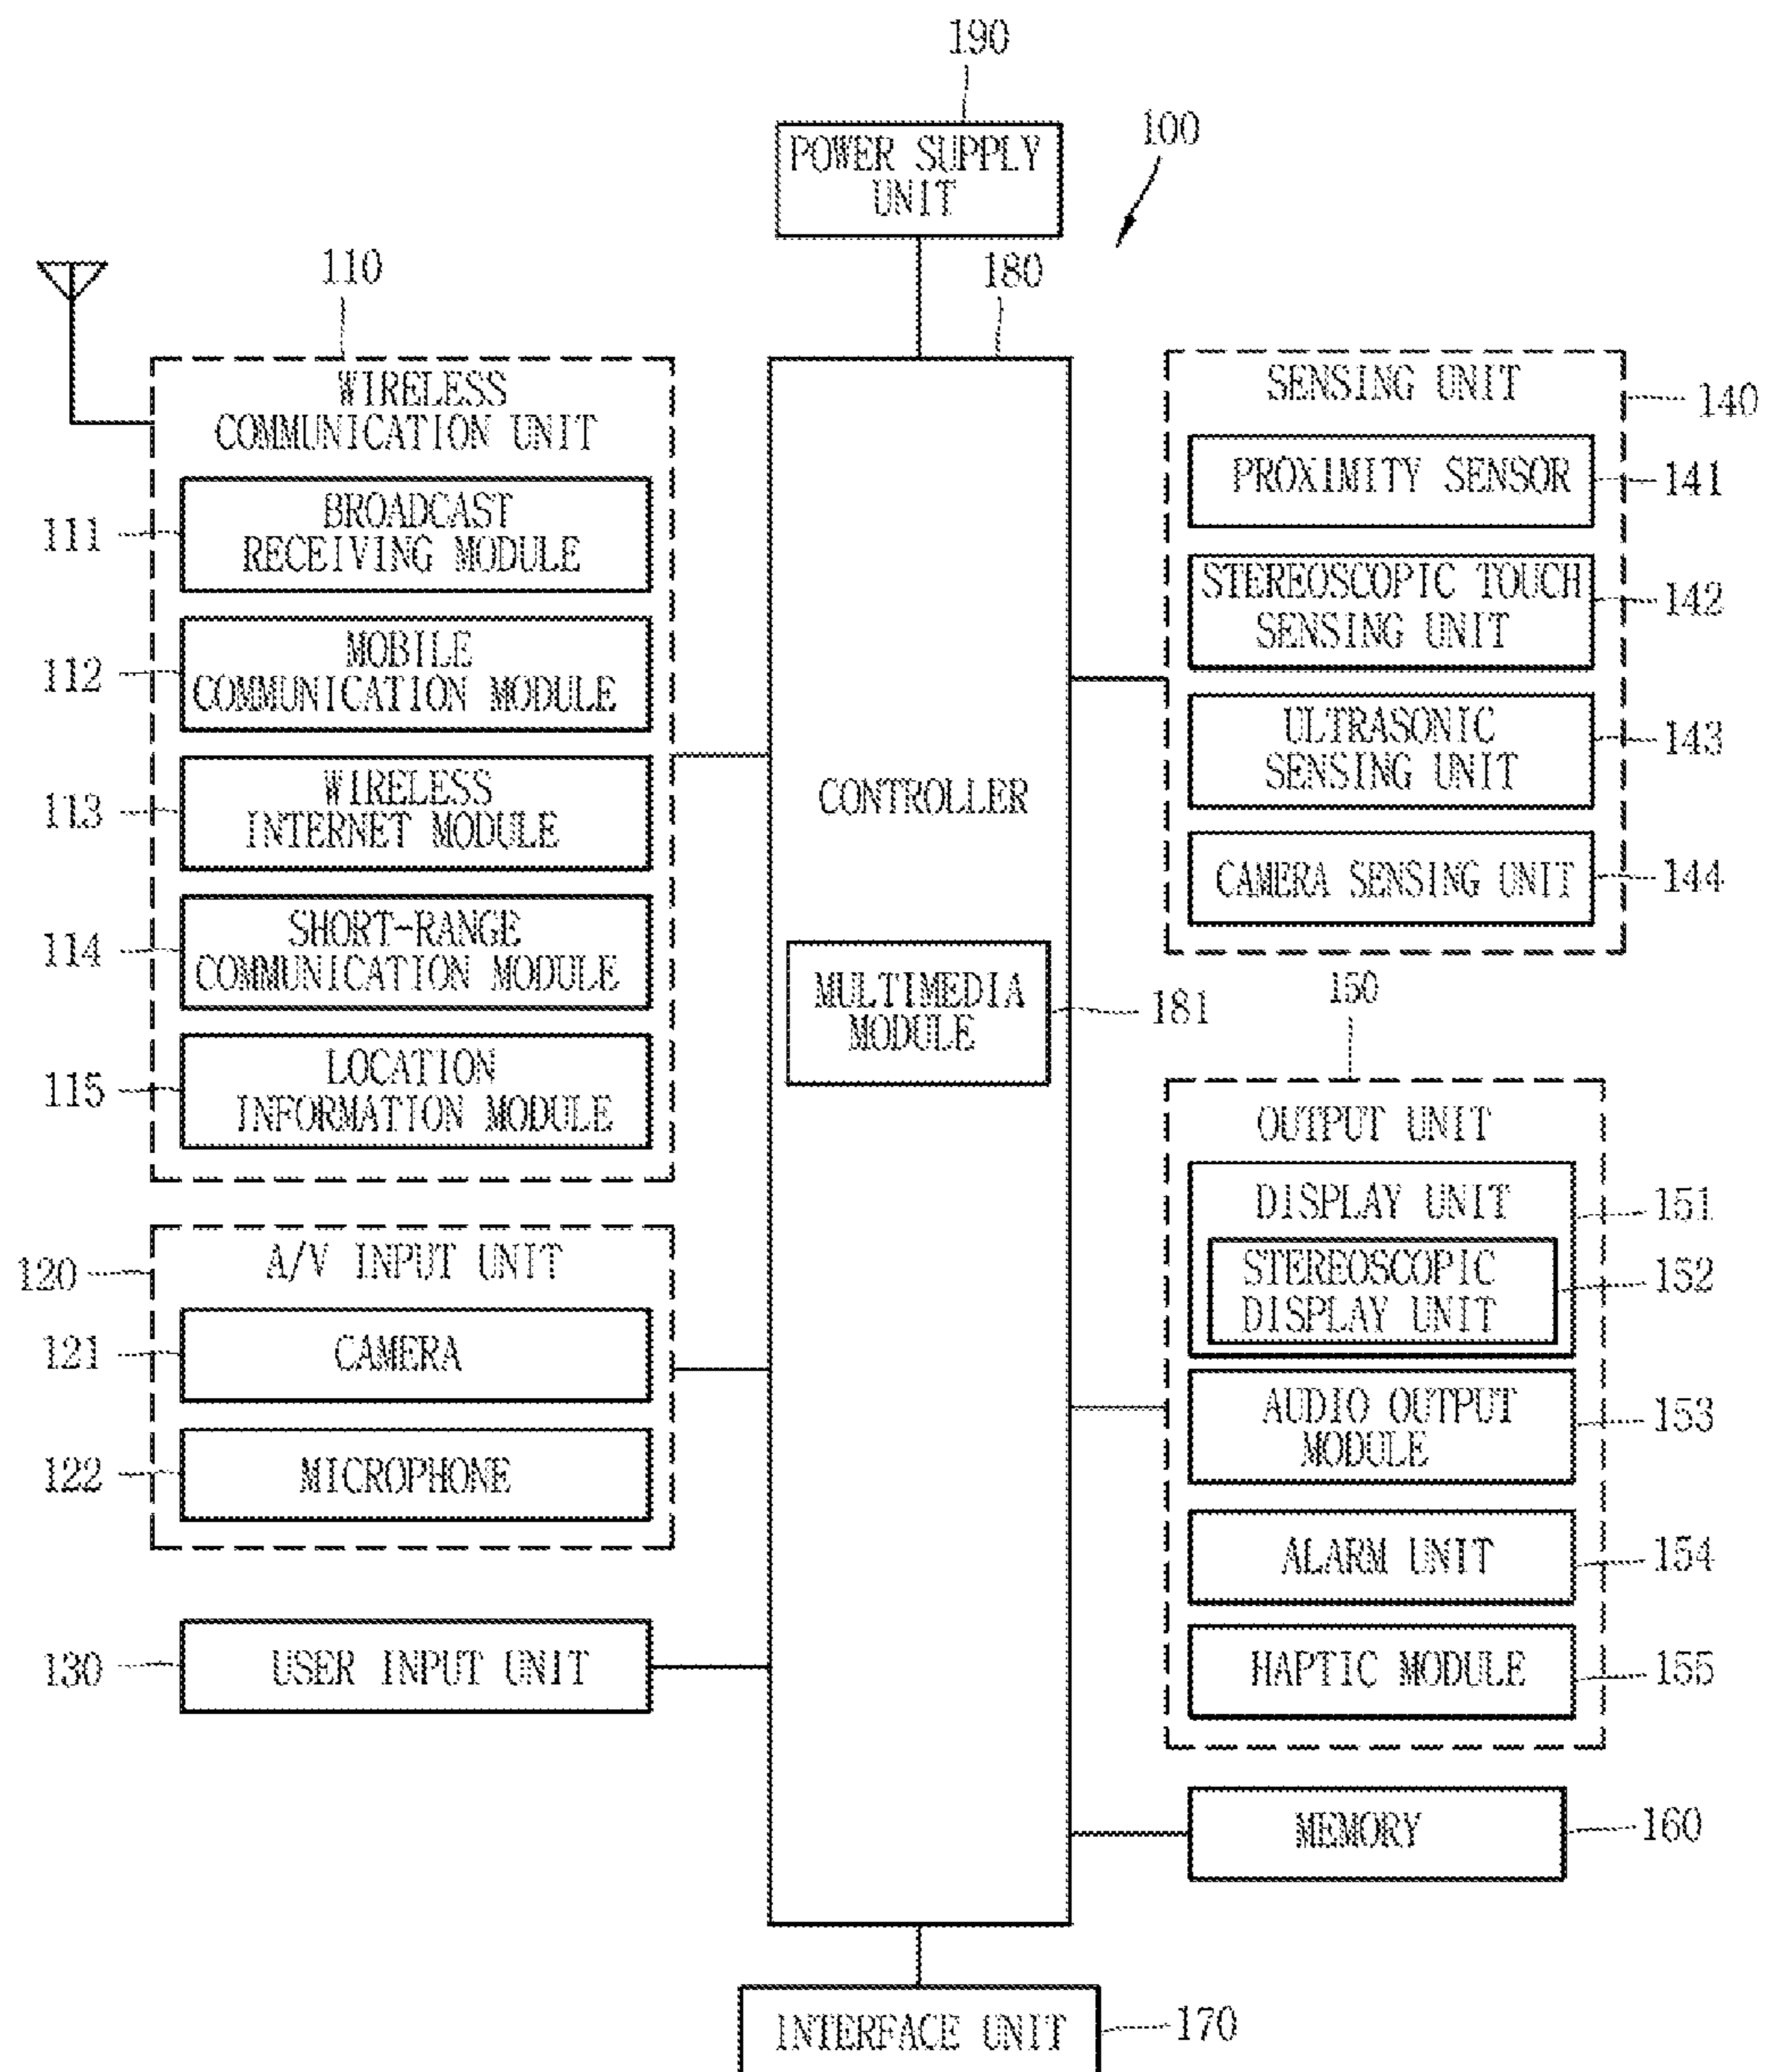 190
POWER SUPPLY
UNIT
100
110
180
WIRELESS
COMMUNICATION UNIT
111
BROADCAST
RECEIVING MODULE
112
MOBILE
COMMUNICATION MODULE
113
WIRELESS
INTERNET MODULE
114
SHORT-RANGE
COMMUNICATION MODULE
115
LOCATION
INFORMATION MODULE
120
A/V INPUT UNIT
121
CAMERA
122
MICROPHONE
130
USER INPUT UNIT
CONTROLLER
MULTIMEDIA
MODULE
181
SENSING UNIT
140
PROXIMITY SENSOR
141
STEREOSCOPIC TOUCH
SENSING UNIT
142
ULTRASONIC
SENSING UNIT
143
CAMERA SENSING UNIT
144
150
OUTPUT UNIT
DISPLAY UNIT
151
STEREOSCOPIC
DISPLAY UNIT
152
AUDIO OUTPUT
MODULE
153
ALARM UNIT
154
HAPTIC MODULE
155
MEMORY
160
INTERFACE UNIT
170